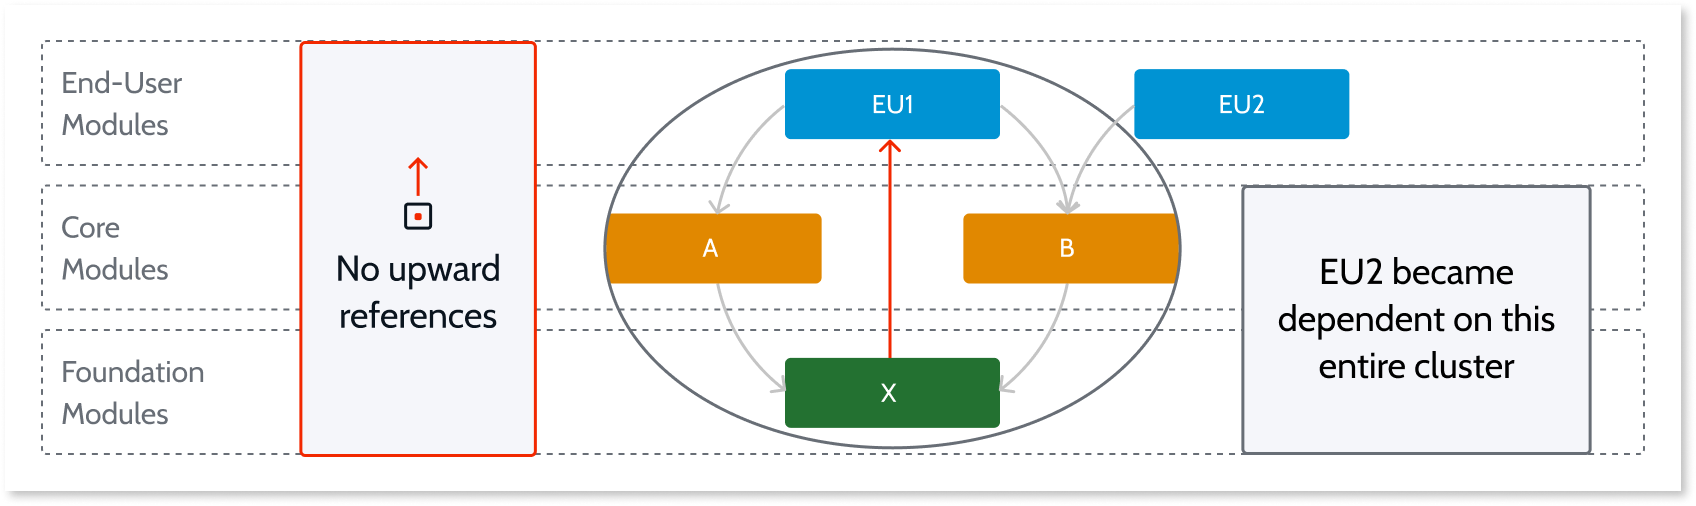 End-User
Modules
EU1
EU2
Core
Modules
No upward
references
A
B
EU2 became
dependent on this
entire cluster
Foundation
Modules
X